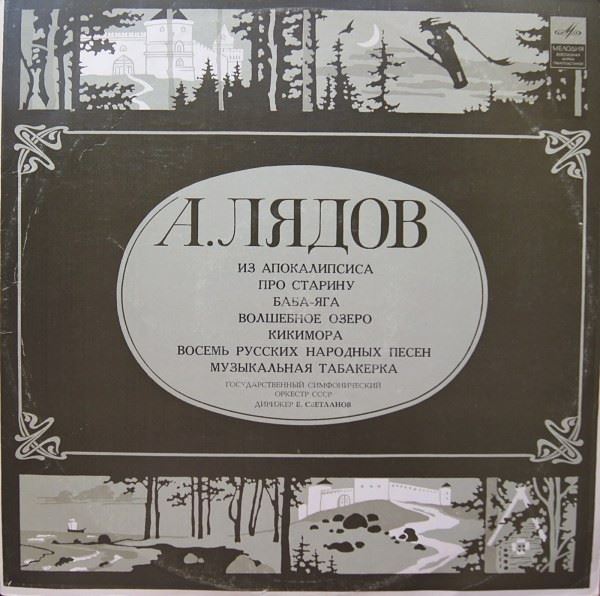 МЕЛОДИЯ
А.ЛЯДОВ
ИЗ АПОКАЛИПСИСА
ПРО СТАРИНУ
БАБА-ЯГА
ВОЛШЕБНОЕ ОЗЕРО
КИКИМОРА
ВОСЕМЬ РУССКИХ НАРОДНЫХ ПЕСЕН
МУЗЫКАЛЬНАЯ ТАБАКЕРКА
ГОСУДАРСТВЕННЫЙ СИМФОНИЧЕСКИЙ
ОРКЕСТР СССР
ДИРИЖЕР Е. СВЕТЛАНОВ